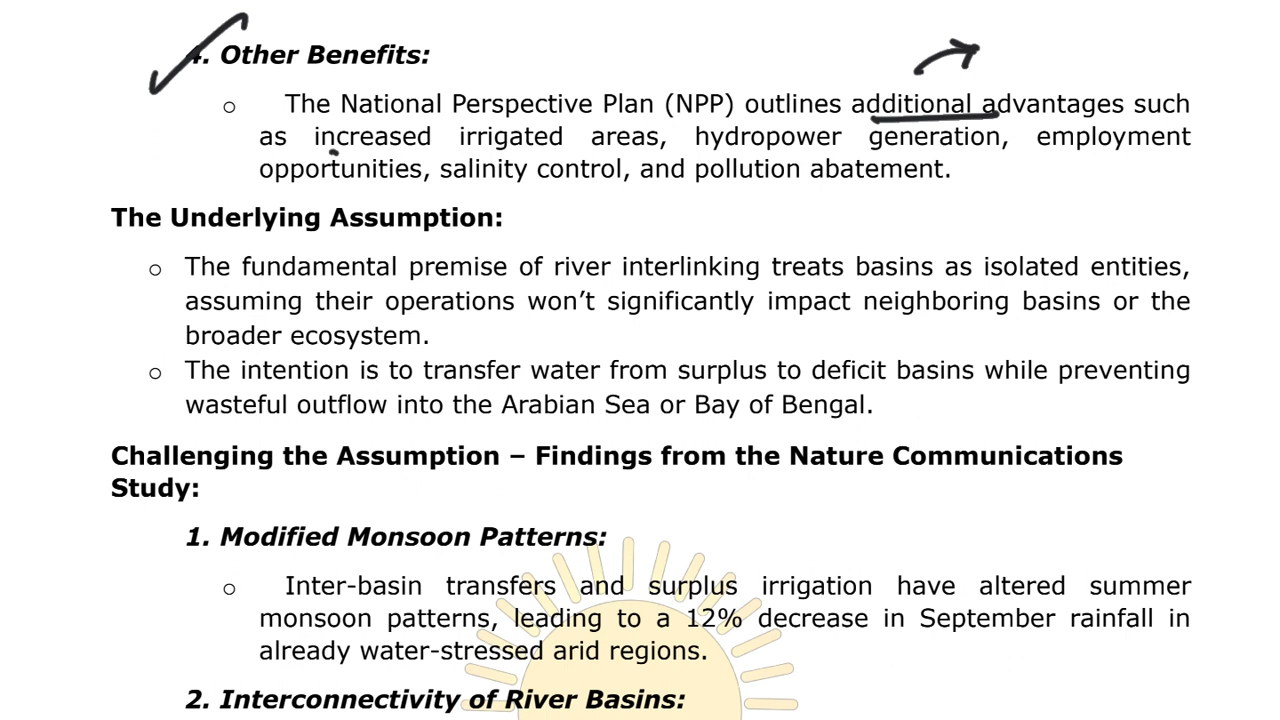 4. Other Benefits:
o The National Perspective Plan (NPP) outlines additional advantages such
as increased irrigated areas, hydropower generation, employment
opportunities, salinity control, and pollution abatement.
The Underlying Assumption:
o The fundamental premise of river interlinking treats basins as isolated entities,
assuming their operations won’t significantly impact neighboring basins or the
broader ecosystem.
o The intention is to transfer water from surplus to deficit basins while preventing
wasteful outflow into the Arabian Sea or Bay of Bengal.
Challenging the Assumption – Findings from the Nature Communications
Study:
1. Modified Monsoon Patterns:
o Inter-basin transfers and surplus irrigation have altered summer
monsoon patterns, leading to a 12% decrease in September rainfall in
already water-stressed arid regions.
2. Interconnectivity of River Basins: